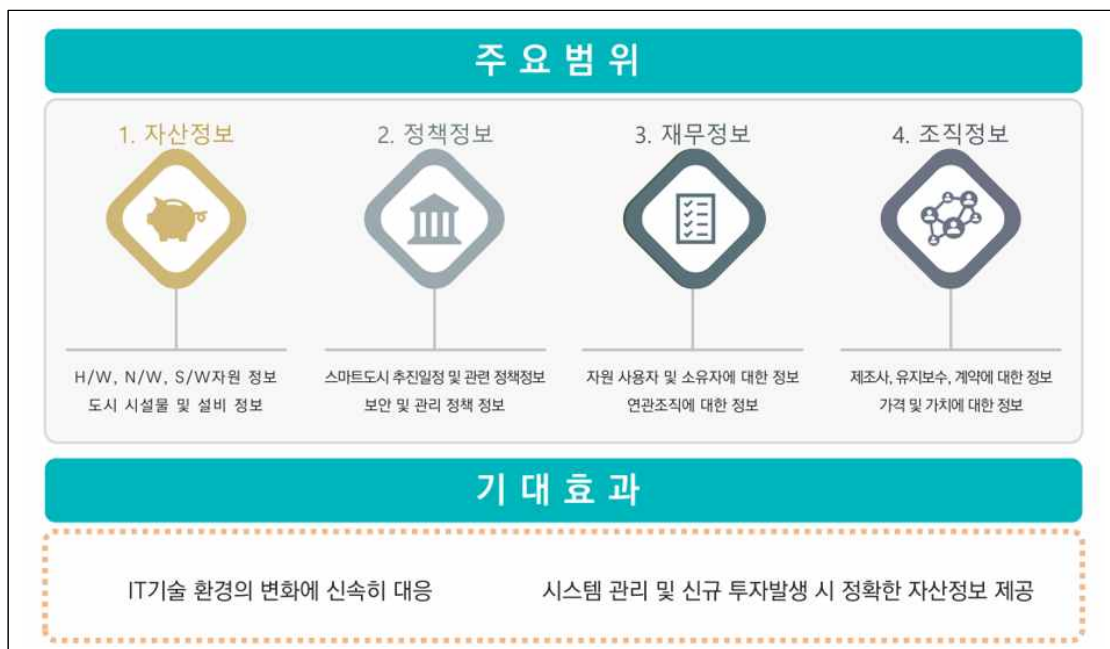 주요범위
1. 자산정보
2. 정책정보
3. 재무정보
4. 조직정보
H/W, N/W, S/W자원 정보
도시 시설물 및 설비 정보
스마트도시 추진일정 및 관련 정책정보
보안 및 관리 정책 정보
자원 사용자 및 소유자에 대한 정보
연관조직에 대한 정보
제조사, 유지보수, 계약에 대한 정보
가격 및 가치에 대한 정보
기대효과
IT기술 환경의 변화에 신속히 대응
시스템 관리 및 신규 투자발생 시 정확한 자산정보 제공